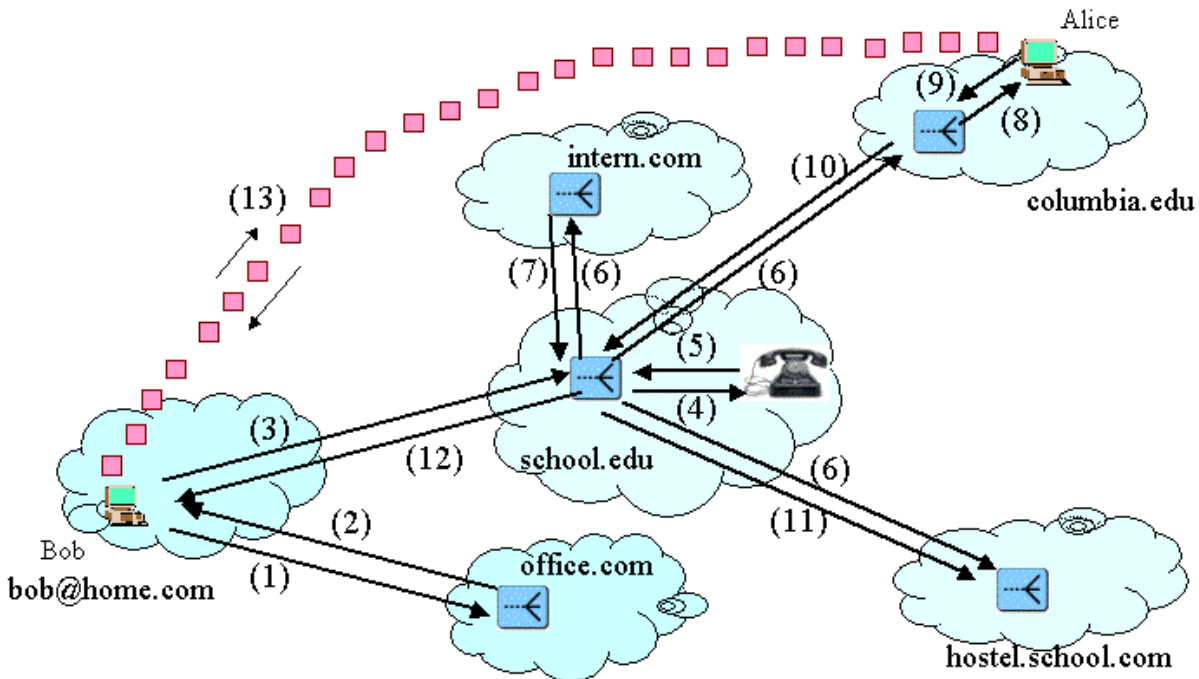 Alice
(9)
(8)
intern.com
(10)
(13)
columbia.edu
(7)
(6)
(6)
(5)
(4)
(3)
(12)
school.edu
(6)
(2)
(11)
Bob
office.com
bob@home.com
(1)
hostel.school.com